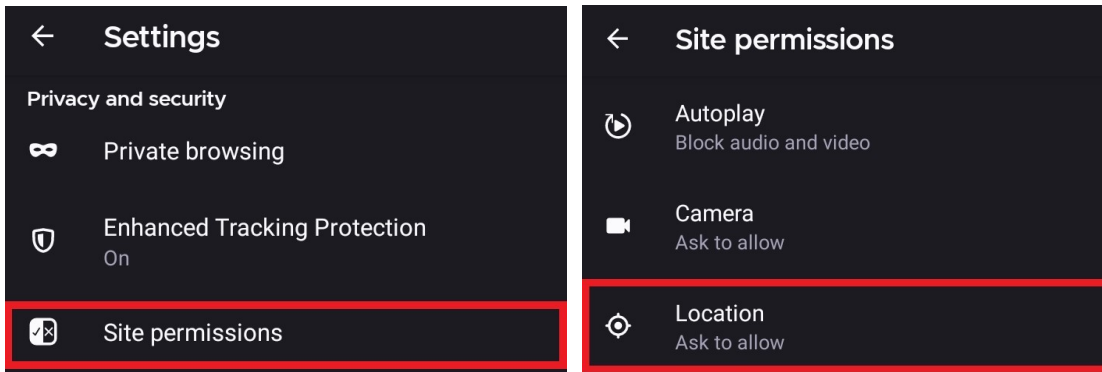 Settings
Privacy and security
Private browsing
Enhanced Tracking Protection
On
Site permissions
Site permissions
Autoplay
Block audio and video
Camera
Ask to allow
Location
Ask to allow